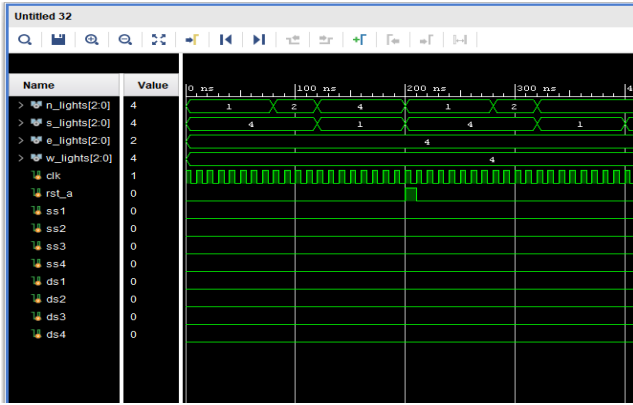 Untitled 32
Name Value
0 ns 100 ns 200 ns 300 ns 4
n_lights[2:0] 4 1 2 4 1 2
s_lights[2:0] 4 4 1 4 1
e_lights[2:0] 2 4
w_lights[2:0] 4 4
clk 1
rst_a 0
ss1 0
ss2 0
ss3 0
ss4 0
ds1 0
ds2 0
ds3 0
ds4 0